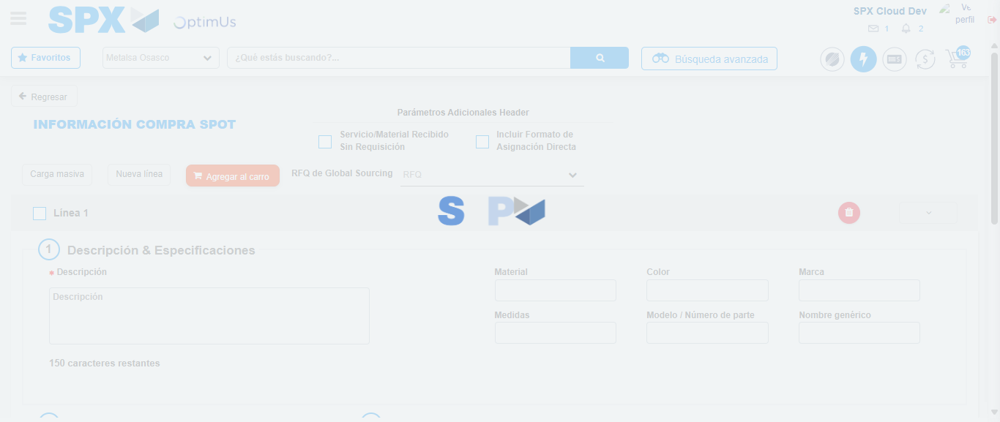 SPX
OptimUs
SPX Cloud Dev
Ve
perfil
1
2
Favoritos
Metalsa Osasco
¿Qué estás buscando?...
Búsqueda avanzada
$
163
Regresar
INFORMACIÓN COMPRA SPOT
Parámetros Adicionales Header
Servicio/Material Recibido
Sin Requisición
Incluir Formato de
Asignación Directa
Carga masiva
Nueva línea
Agregar al carro
RFQ de Global Sourcing
RFQ
S P
Línea 1
1
Descripción & Especificaciones
* Descripción
Material
Color
Marca
Descripción
Medidas
Modelo / Número de parte
Nombre genérico
150 caracteres restantes